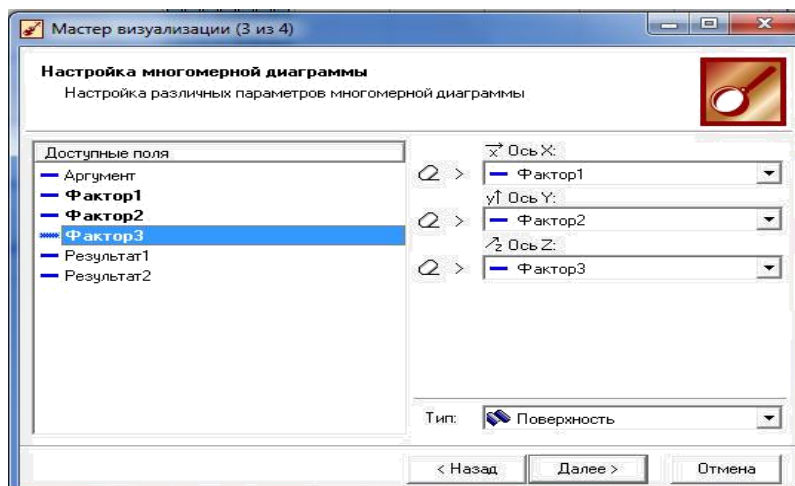 Мастер визуализации (3 из 4)
Настройка многомерной диаграммы
Настройка различных параметров многомерной диаграммы
Доступные поля
Аргумент
Фактор1
Фактор2
Фактор3
Результат1
Результат2
x Ось X:
> Фактор1
y Ось Y:
> Фактор2
z Ось Z:
> Фактор3
Тип: Поверхность
< Назад Далее > Отмена